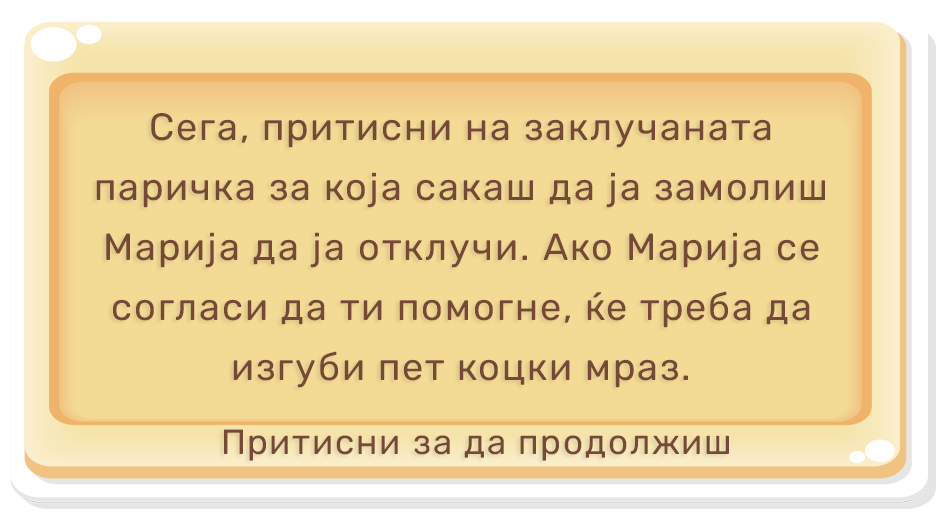 Сега, притисни на заклучаната
паричка за која сакаш да ја замолиш
Марија да ја отклучи. Ако Марија се
согласи да ти помогне, ќе треба да
изгуби пет коцки мраз.
Притисни за да продолжиш